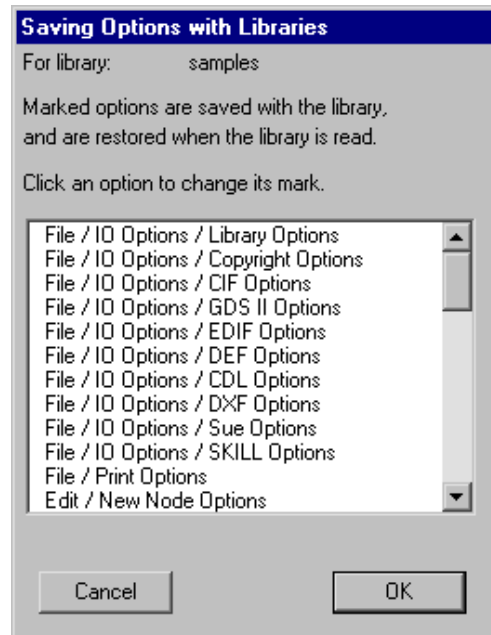 Saving Options with Libraries
For library: samples
Marked options are saved with the library,
and are restored when the library is read.
Click an option to change its mark.
File / IO Options / Library Options
File / IO Options / Copyright Options
File / IO Options / CIF Options
File / IO Options / GDS II Options
File / IO Options / EDIF Options
File / IO Options / DEF Options
File / IO Options / CDL Options
File / IO Options / DXF Options
File / IO Options / Sue Options
File / IO Options / SKILL Options
File / Print Options
Edit / New Node Options
Cancel OK